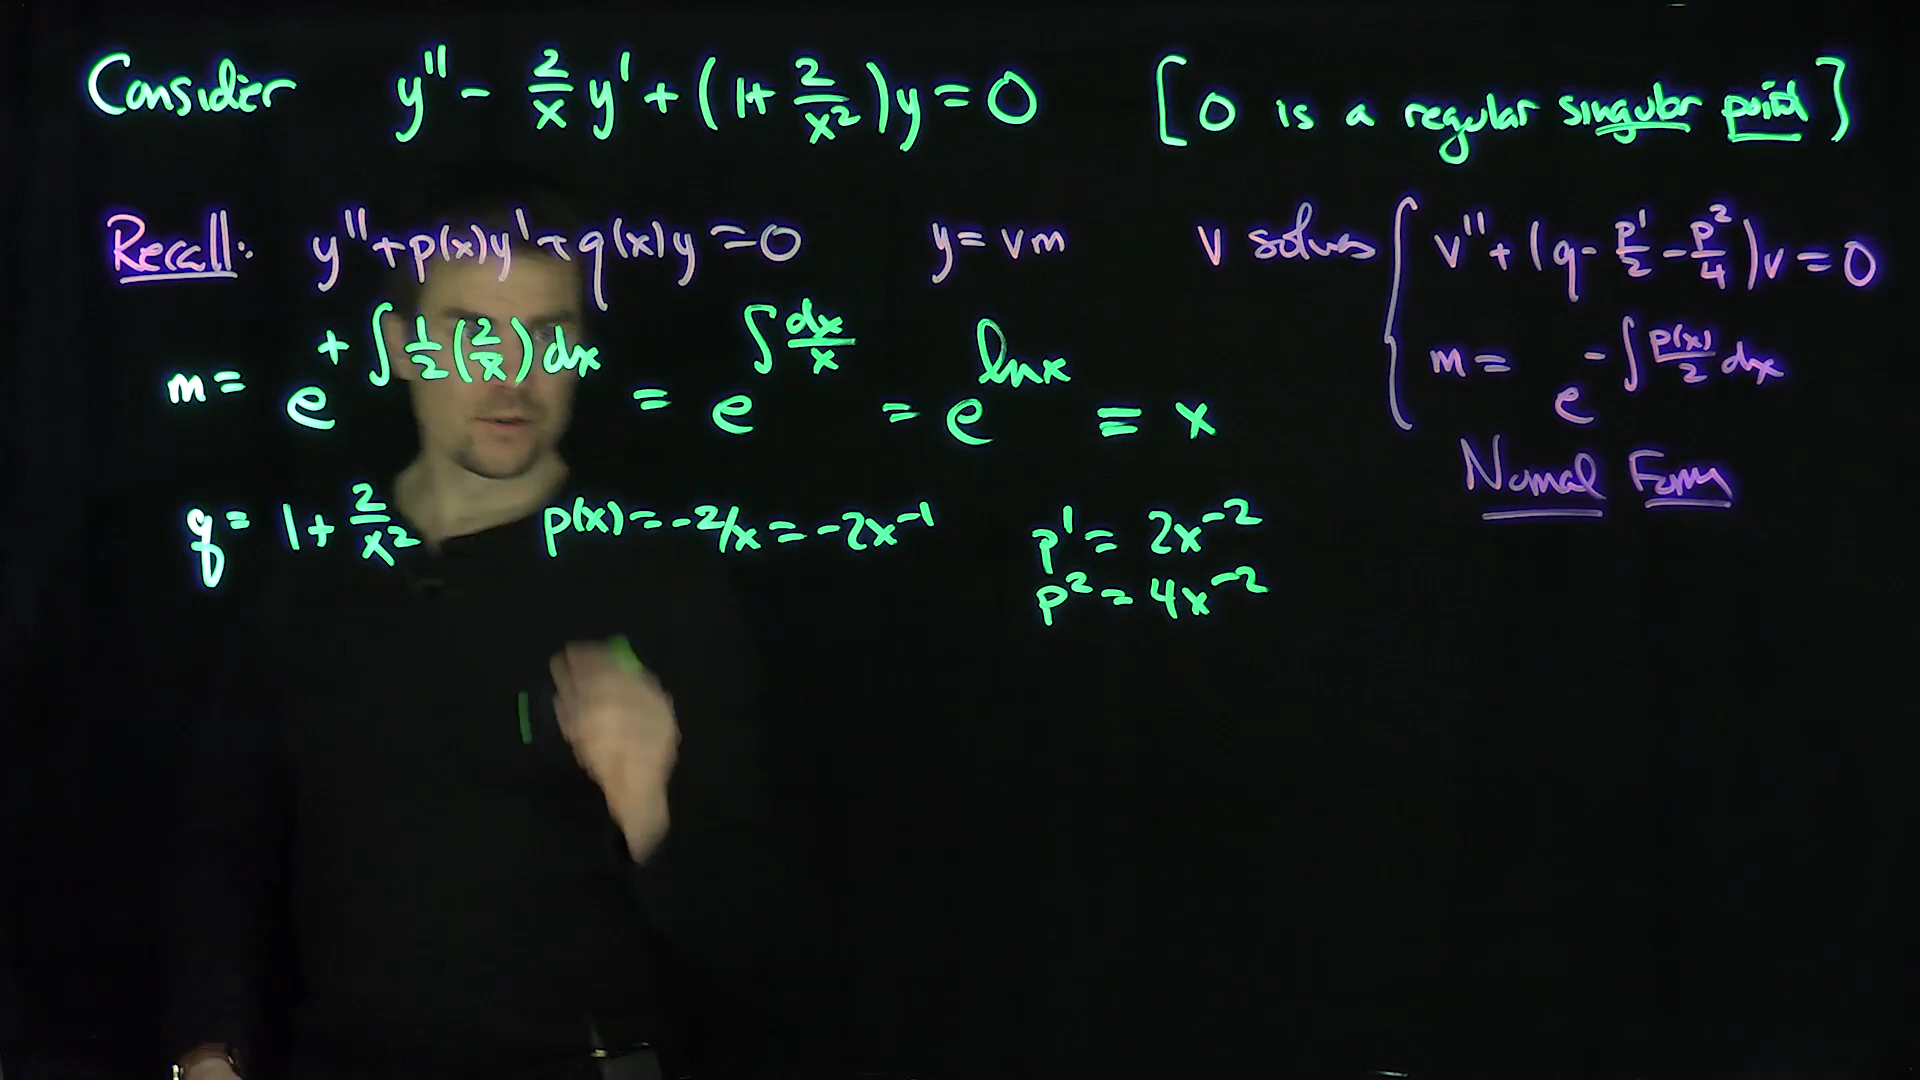 Consider y'' - 2/x y' + (1 + 2/x²)y = 0 [0 is a regular singular point]
Recall: y'' + p(x)y' + q(x)y = 0 y = vm v solves { v'' + (q - p'/2 - p²/4)v = 0
m = e^{+∫ 1/2 (2/x) dx} = e^{∫ dx/x} = e^{ln x} = x m = e^{-∫ p(x)/2 dx}
Normal Form
q = 1 + 2/x² p(x) = -2/x = -2x⁻¹ p' = 2x⁻²
p² = 4x⁻²